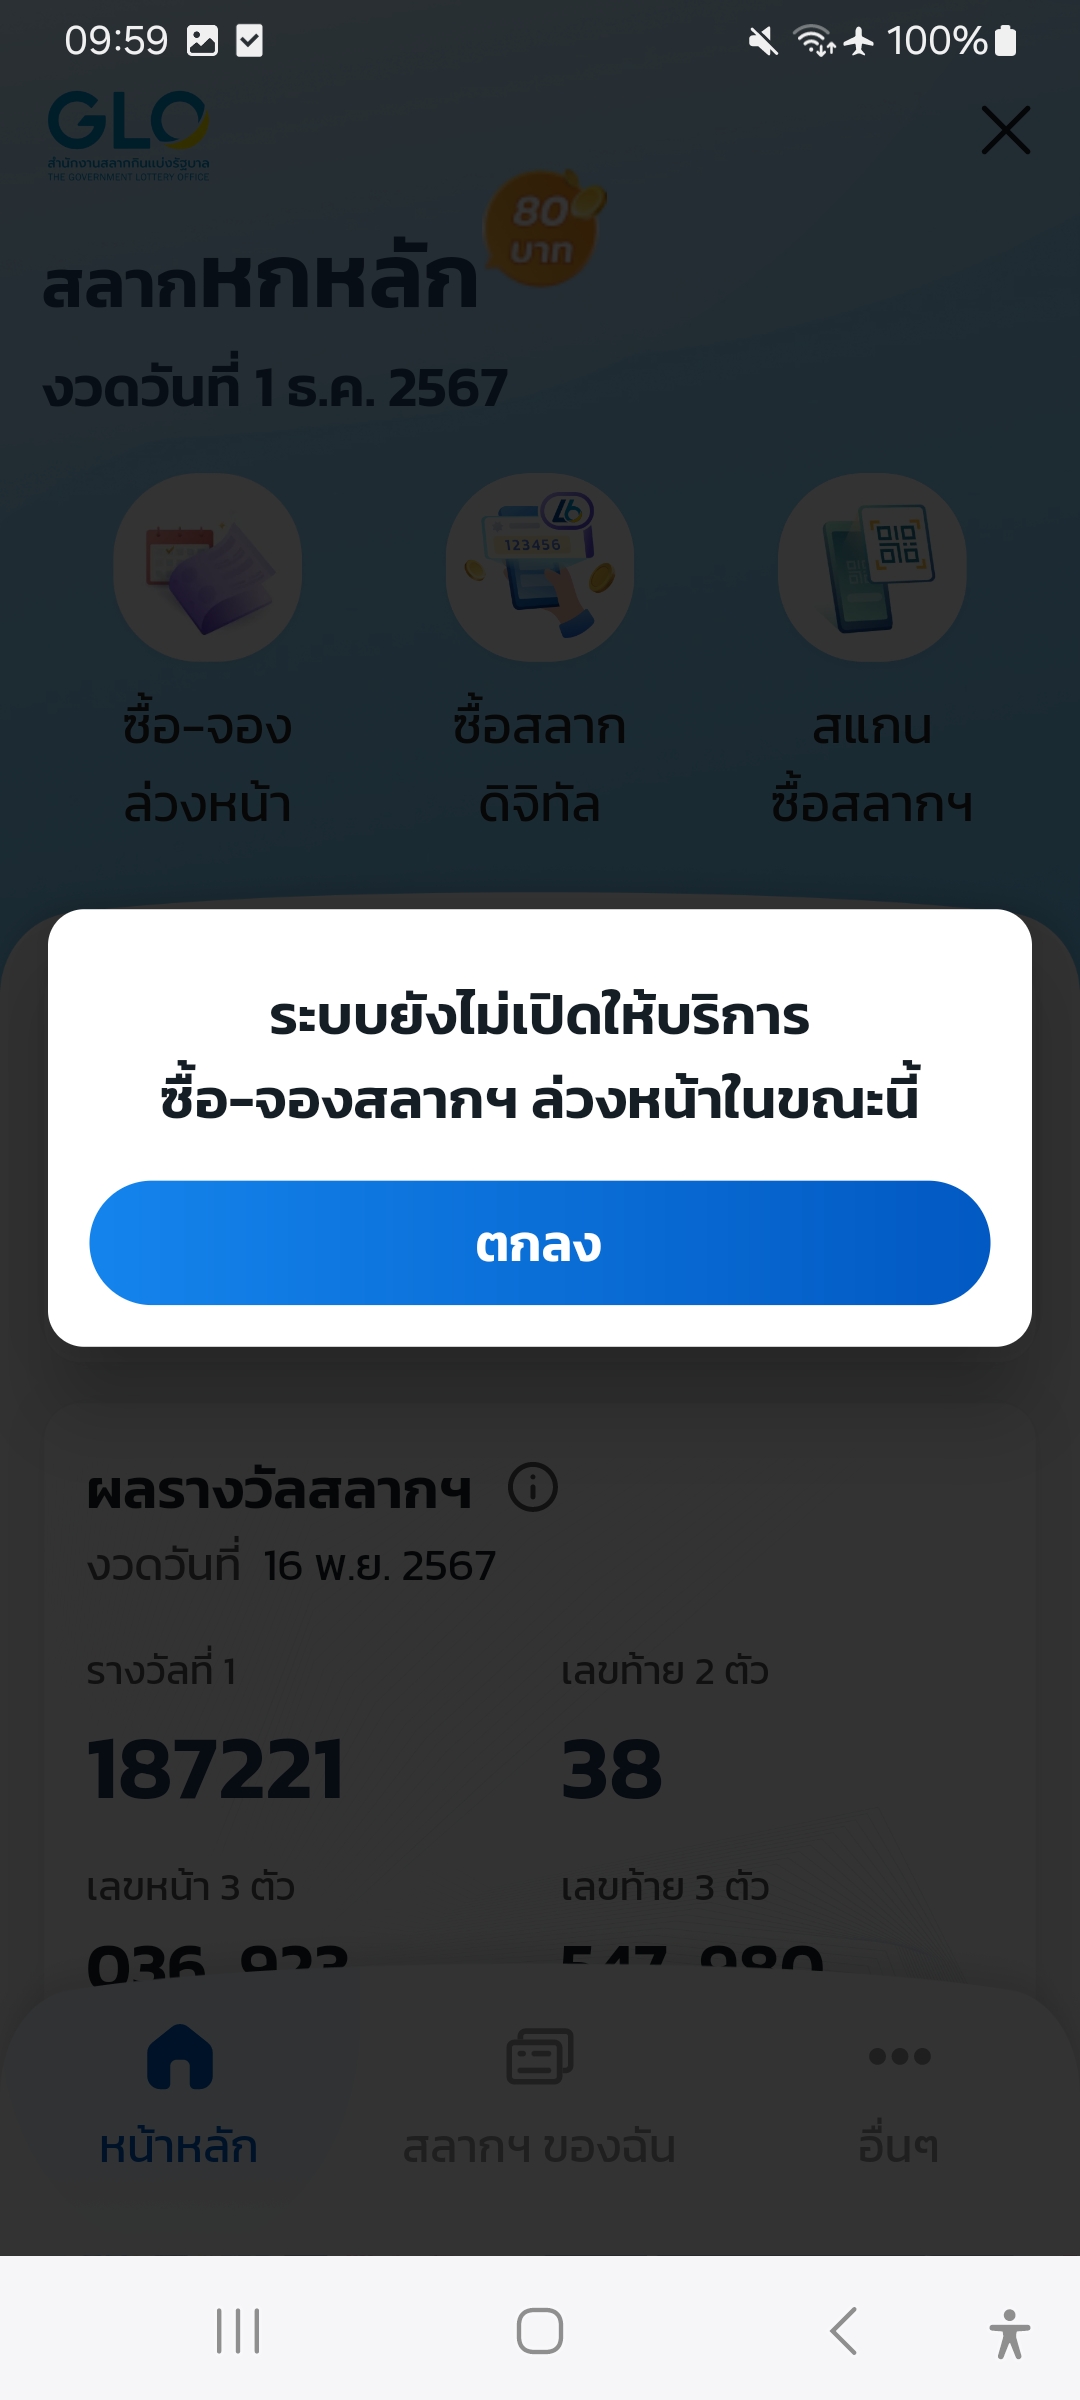 09:59
100%
GLO
สำนักงานสลากกินแบ่งรัฐบาล
THE GOVERNMENT LOTTERY OFFICE
80
บาท
สลากหกหลัก
งวดวันที่ 1 ธ.ค. 2567
L6
123456
ซื้อ-จอง
ล่วงหน้า
ซื้อสลาก
ดิจิทัล
สแกน
ซื้อสลากฯ
ระบบยังไม่เปิดให้บริการ
ซื้อ-จองสลากฯ ล่วงหน้าในขณะนี้
ตกลง
ผลรางวัลสลากฯ
งวดวันที่ 16 พ.ย. 2567
รางวัลที่ 1
เลขท้าย 2 ตัว
187221
38
เลขหน้า 3 ตัว
เลขท้าย 3 ตัว
036 923
547 980
หน้าหลัก
สลากฯ ของฉัน
อื่นๆ